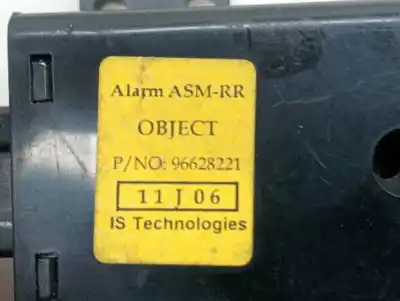 Alarm ASM-RR
OBJECT
P/NO: 96628221
11 J 06
IS Technologies